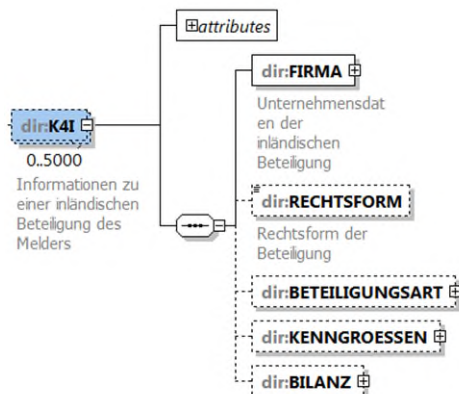 attributes
dir:FIRMA
Unternehmensdat
en der
inländischen
Beteiligung
dir:K4I
0..5000
Informationen zu
einer inländischen
Beteiligung des
Melders
dir:RECHTSFORM
Rechtsform der
Beteiligung
dir:BETEILIGUNGSART
dir:KENNGROESSEN
dir:BILANZ